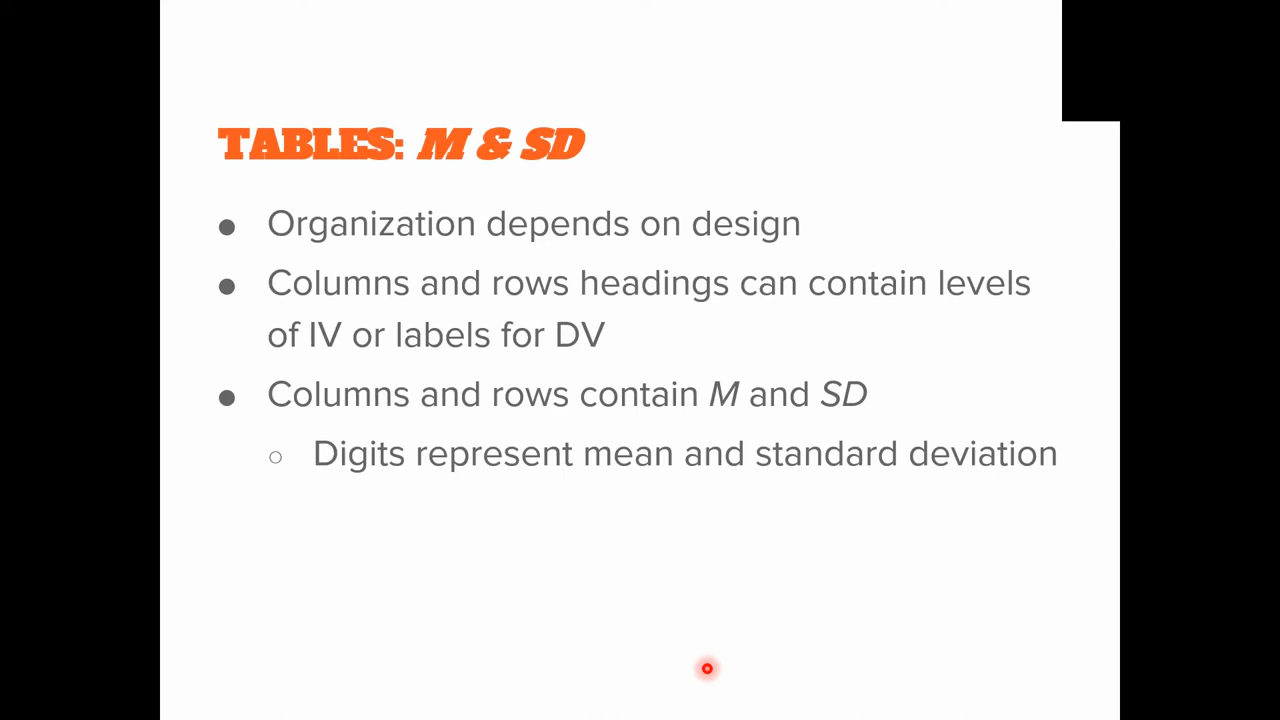 TABLES: M & SD
● Organization depends on design
● Columns and rows headings can contain levels
of IV or labels for DV
● Columns and rows contain M and SD
○ Digits represent mean and standard deviation